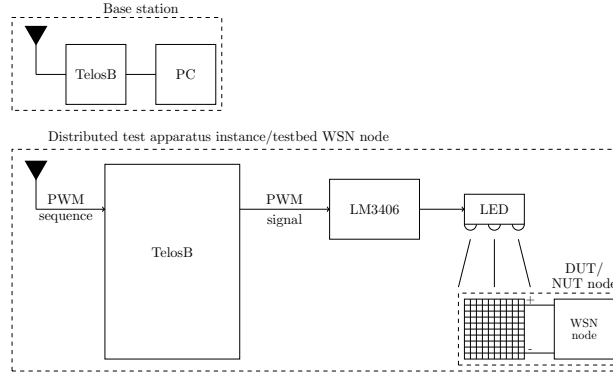 Base station
TelosB
PC
Distributed test apparatus instance/testbed WSN node
PWM
sequence
TelosB
PWM
signal
LM3406
LED
DUT/
NUT node
+
-
WSN
node